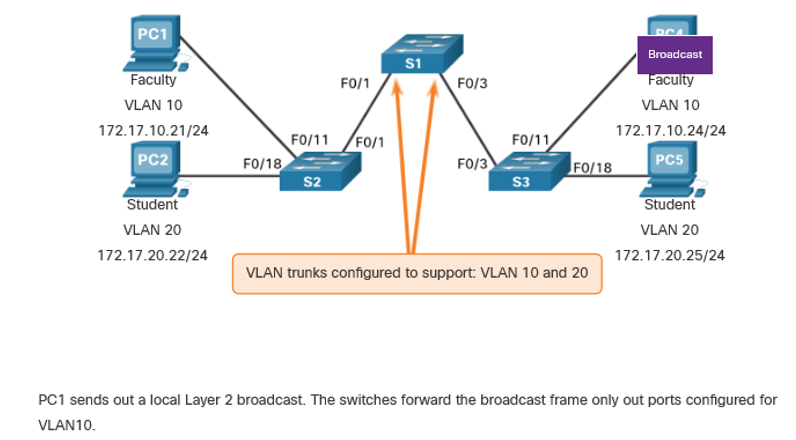 PC1
Faculty
VLAN 10
172.17.10.21/24
PC2
Student
VLAN 20
172.17.20.22/24
S1
F0/1
F0/3
F0/11
F0/1
F0/18
S2
F0/11
F0/3
F0/18
S3
PC4
Broadcast
Faculty
VLAN 10
172.17.10.24/24
PC5
Student
VLAN 20
172.17.20.25/24
VLAN trunks configured to support: VLAN 10 and 20
PC1 sends out a local Layer 2 broadcast. The switches forward the broadcast frame only out ports configured for
VLAN10.